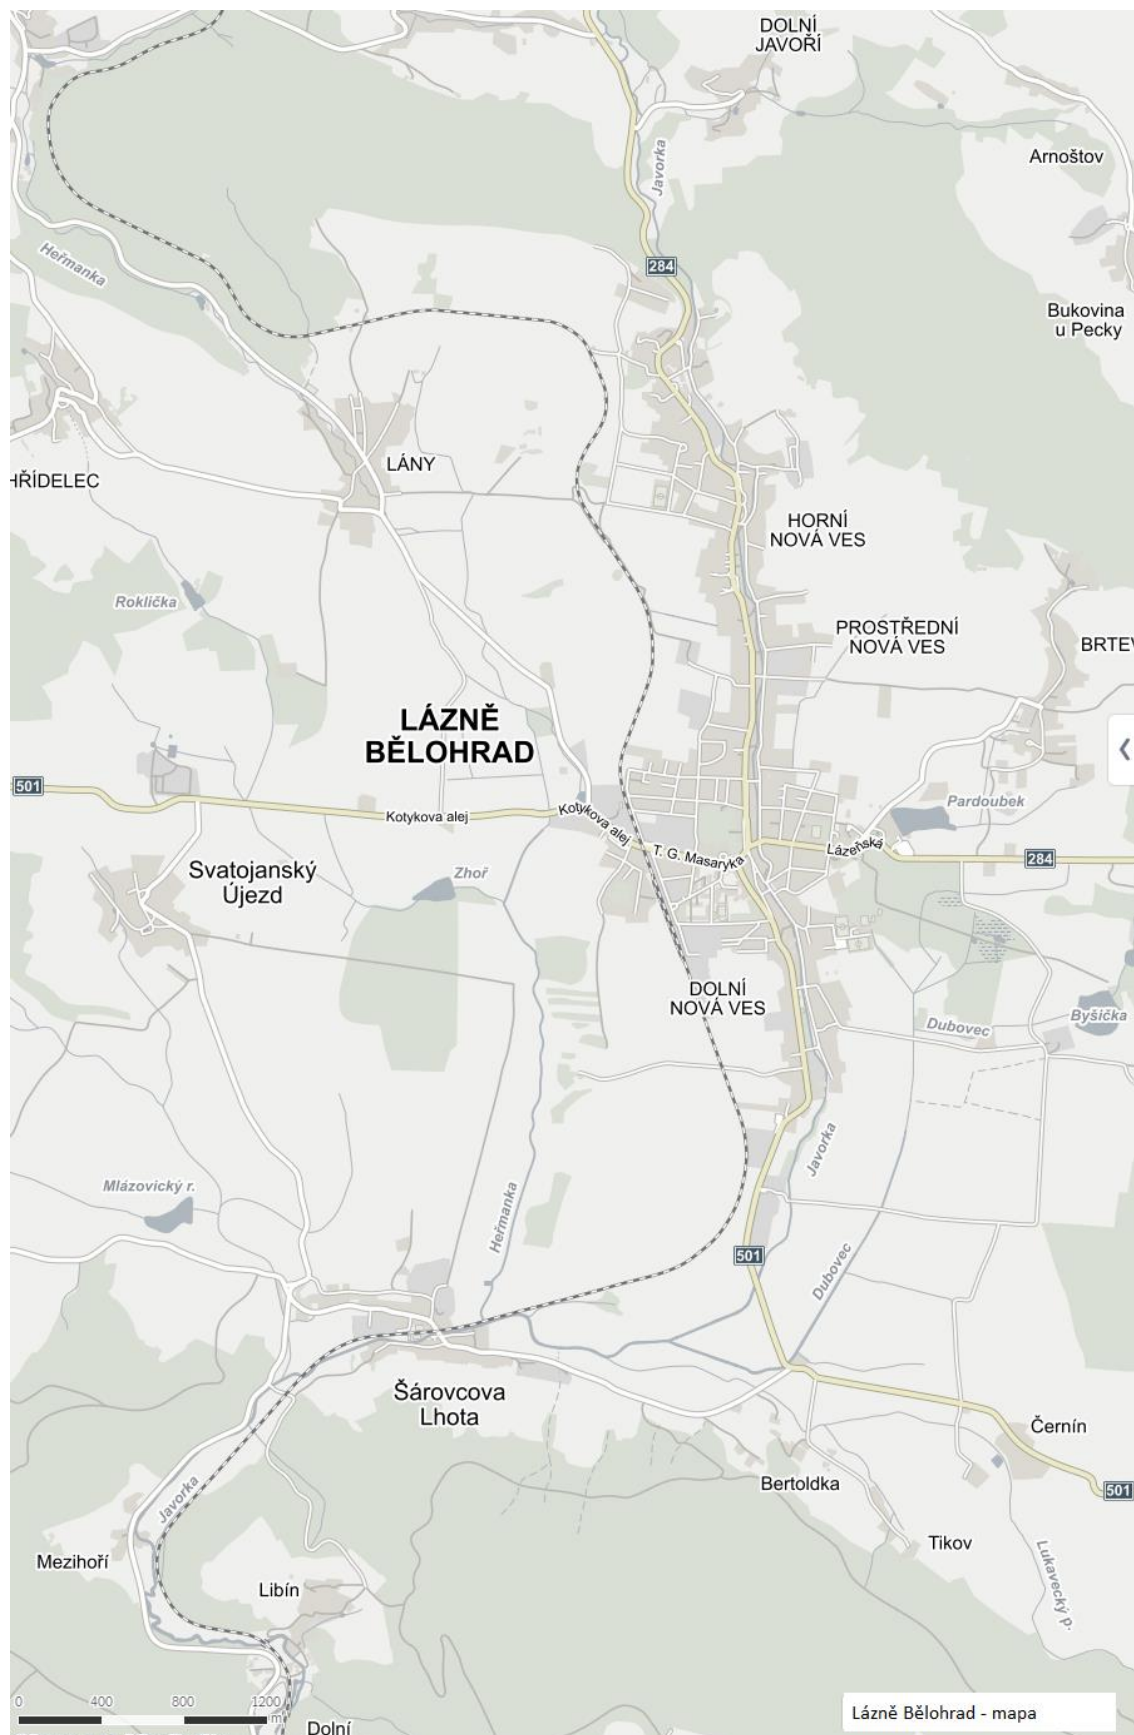 DOLNÍ
JAVOŘÍ
Javorka
Arnoštov
Heřmanka
284
Bukovina
u Pecky
LÁNY
HŘÍDELEC
HORNÍ
NOVÁ VES
Roklička
PROSTŘEDNÍ
NOVÁ VES
BRTEV
LÁZNĚ
BĚLOHRAD
501
Kotykova alej
Kotykova alej
Pardoubek
T. G. Masaryka
Lázeňská
284
Svatojanský
Újezd
Zhoř
DOLNÍ
NOVÁ VES
Dubovec
Byšička
Javorka
Mlázovický r.
Heřmanka
501
Dubovec
Šárovcova
Lhota
Černín
Bertoldka
501
Javorka
Mezihoří
Tikov
Libín
Lukavecký p.
0 400 800 1200
m
Lázně Bělohrad - mapa
Dolní